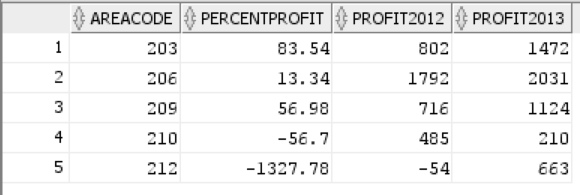 AREACODE PERCENTPROFIT PROFIT2012 PROFIT2013
1 203 83.54 802 1472
2 206 13.34 1792 2031
3 209 56.98 716 1124
4 210 -56.7 485 210
5 212 -1327.78 -54 663